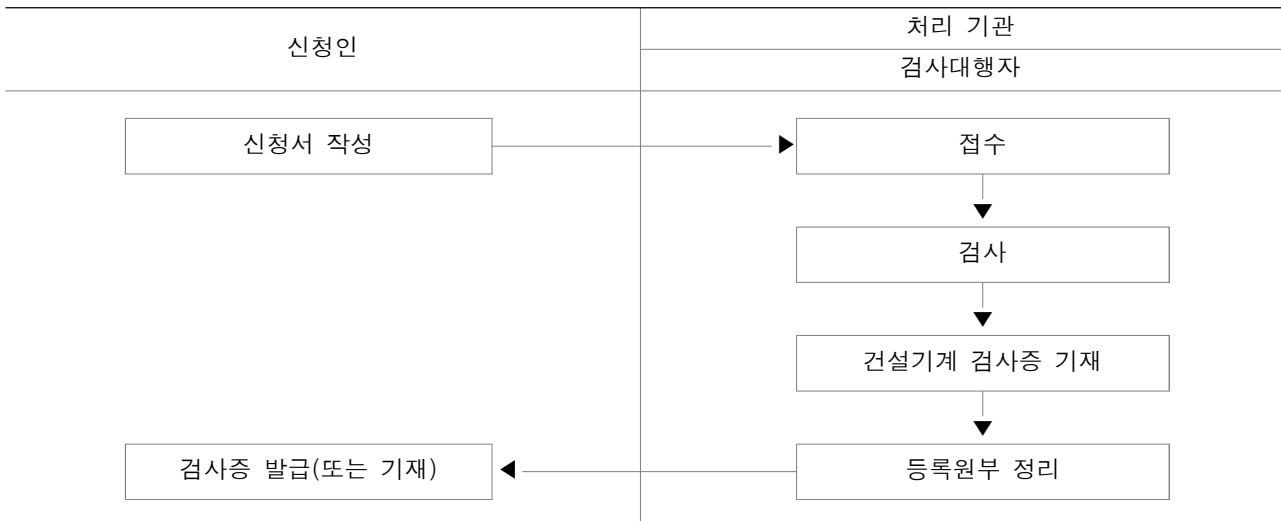 신청인
처리 기관
검사대행자
신청서 작성
접수
검사
건설기계 검사증 기재
검사증 발급(또는 기재)
등록원부 정리